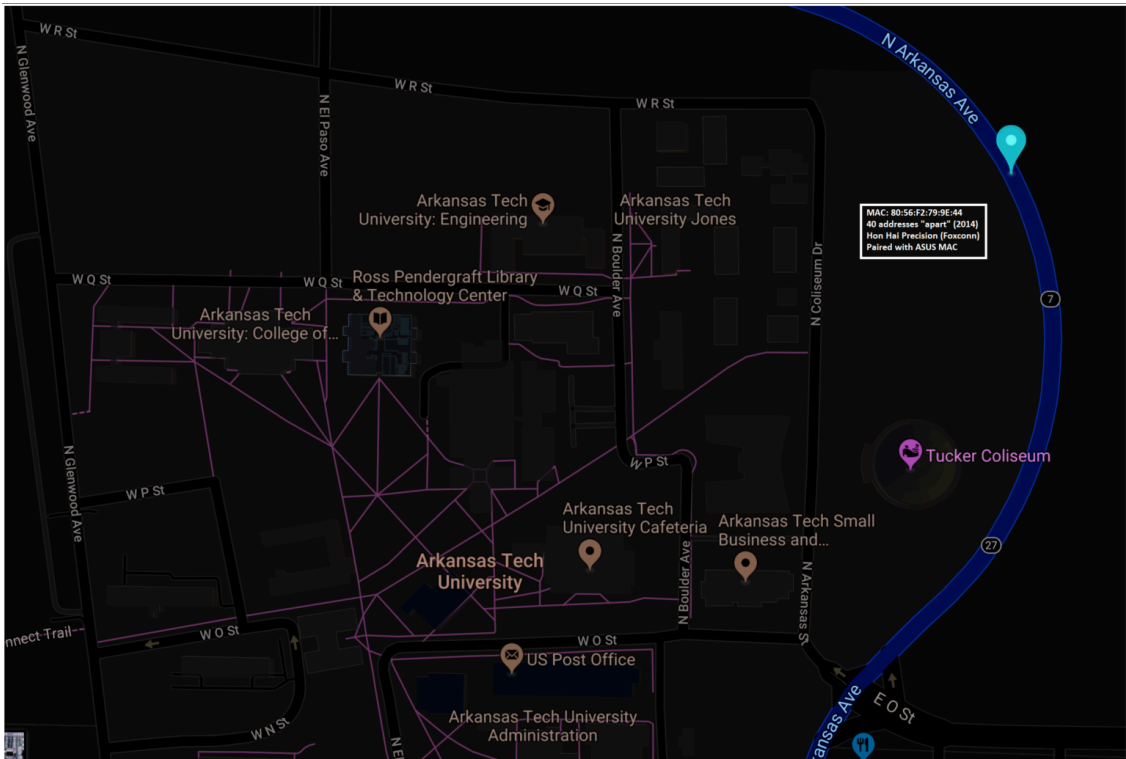 W R St
N Glenwood Ave
W R St
N El Paso Ave
W R St
N Arkansas Ave
MAC: 80:56:F2:79:9E:44
40 addresses "apart" (2014)
Hon Hai Precision (Foxconn)
Paired with ASUS MAC
Arkansas Tech
University: Engineering
Arkansas Tech
University Jones
N Boulder Ave
N Coliseum Dr
W Q St
W Q St
W Q St
Ross Pendergraft Library
& Technology Center
7
Arkansas Tech
University: College of...
N Glenwood Ave
W P St
W P St
Tucker Coliseum
Arkansas Tech
University Cafeteria
Arkansas Tech Small
Business and...
27
Arkansas Tech
University
N Boulder Ave
N Arkansas St
nnect Trail
W O St
W O St
US Post Office
E O St
Arkansas Tech University
Administration
W N St
N El
ansas Ave